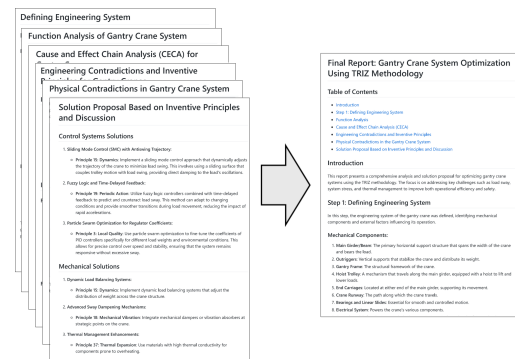 Defining Engineering System
Function Analysis of Gantry Crane System
Cause and Effect Chain Analysis (CECA) for
Engineering Contradictions and Inventive
Physical Contradictions in Gantry Crane System
Solution Proposal Based on Inventive Principles
and Discussion
Control Systems Solutions
1. Sliding Mode Control (SMC) with Antiswing Trajectory:
Principle 15: Dynamics: Implement a sliding mode control approach that dynamically adjusts
the trajectory of the crane to minimize load swing. This involves using a sliding surface that
couples trolley motion with load swing, providing direct damping to the load's oscillations.
2. Fuzzy Logic and Time-Delayed Feedback:
Principle 19: Periodic Action: Utilize fuzzy logic controllers combined with time-delayed
feedback to predict and counteract load sway. This method can adapt to changing
conditions and provide smoother transitions during load movement, reducing the impact of
rapid accelerations.
3. Particle Swarm Optimization for Regulator Coefficients:
Principle 3: Local Quality: Use particle swarm optimization to fine-tune the coefficients of
PID controllers specifically for different load weights and environmental conditions. This
allows for precise control over speed and stability, ensuring that the system remains
responsive without excessive sway.
Mechanical Solutions
1. Dynamic Load Balancing Systems:
Principle 15: Dynamics: Implement dynamic load balancing systems that adjust the
distribution of weight across the crane structure.
2. Advanced Sway Dampening Mechanisms:
Principle 18: Mechanical Vibration: Integrate mechanical dampers or vibration absorbers at
strategic points on the crane.
3. Thermal Management Enhancements:
Principle 37: Thermal Expansion: Use materials with high thermal conductivity for
components prone to overheating.
Final Report: Gantry Crane System Optimization
Using TRIZ Methodology
Table of Contents
Introduction
Step 1: Defining Engineering System
Function Analysis
Cause and Effect Chain Analysis (CECA)
Engineering Contradictions and Inventive Principles
Physical Contradictions in the Gantry Crane System
Solution Proposal Based on Inventive Principles and Discussion
Introduction
This report presents a comprehensive analysis and solution proposal for optimizing gantry crane
systems using the TRIZ methodology. The focus is on addressing key challenges such as load sway,
system stress, and thermal management to improve both operational efficiency and safety.
Step 1: Defining Engineering System
In this step, the engineering system of the gantry crane was defined, identifying mechanical
components and external factors influencing its operation.
Mechanical Components:
1. Main Girder/Beam: The primary horizontal support structure that spans the width of the crane
and bears the load.
2. Outriggers: Vertical supports that stabilize the crane and distribute its weight.
3. Gantry Frame: The structural framework of the crane.
4. Hoist Trolley: A mechanism that travels along the main girder, equipped with a hoist to lift and
lower loads.
5. End Carriages: Located at either end of the main girder, supporting its movement.
6. Crane Runway: The path along which the crane travels.
7. Bearings and Linear Slides: Essential for smooth and controlled motion.
8. Electrical System: Powers the crane's various components.